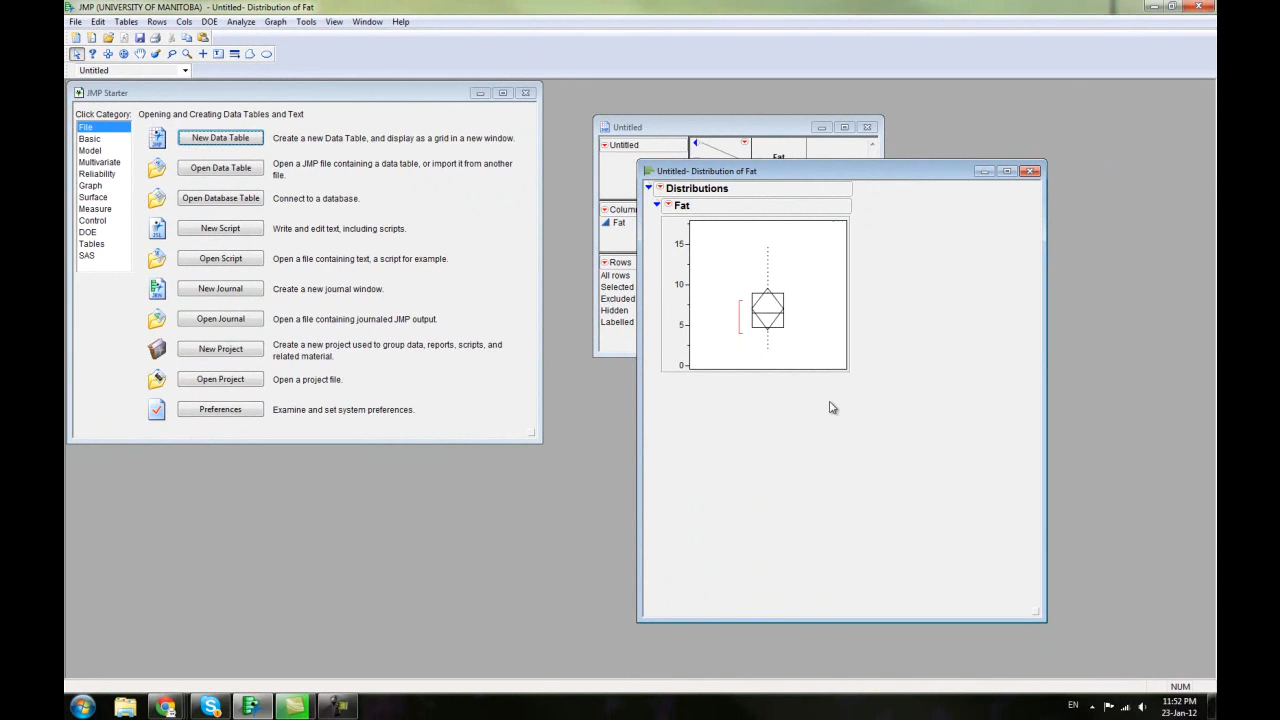 JMP (UNIVERSITY OF MANITOBA) - Untitled- Distribution of Fat
File Edit Tables Rows Cols DOE Analyze Graph Tools View Window Help
Untitled
JMP Starter
Click Category:
File
Basic
Model
Multivariate
Reliability
Graph
Surface
Measure
Control
DOE
Tables
SAS
Opening and Creating Data Tables and Text
New Data Table Create a new Data Table, and display as a grid in a new window.
Open Data Table Open a JMP file containing a data table, or import it from another
file.
Open Database Table Connect to a database.
New Script Write and edit text, including scripts.
Open Script Open a file containing text, a script for example.
New Journal Create a new journal window.
Open Journal Open a file containing journaled JMP output.
New Project Create a new project used to group data, reports, scripts, and
related material.
Open Project Open a project file.
Preferences Examine and set system preferences.
Untitled
Untitled
Fat
Colum
Fat
Rows
All rows
Selected
Excluded
Hidden
Labelled
Untitled- Distribution of Fat
Distributions
Fat
15
10
5
0
NUM
EN
11:52 PM
23-Jan-12